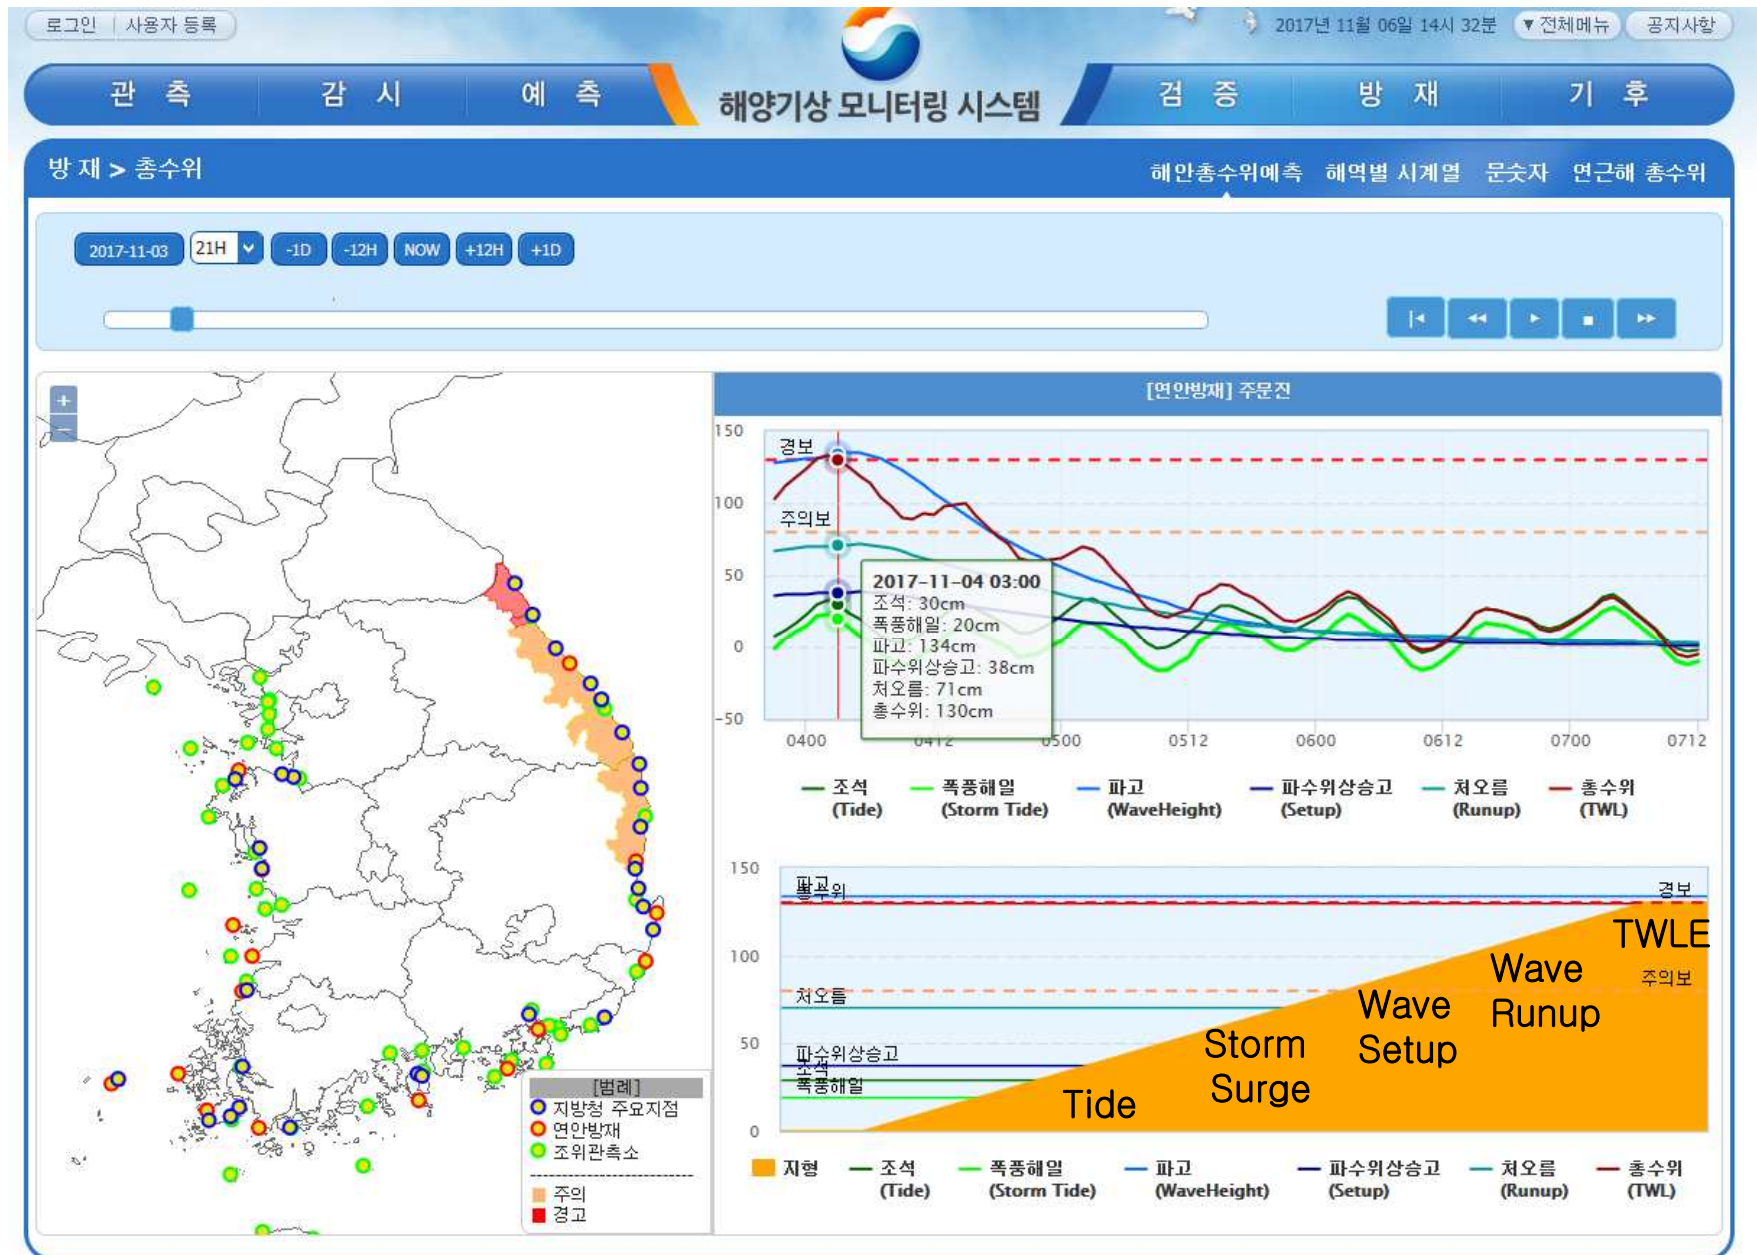 로그인 사용자 등록
2017년 11월 06일 14시 32분 ▼전체메뉴 공지사항
관 측 감 시 예 측 해양기상 모니터링 시스템 검 증 방 재 기 후
방 재 > 총수위
해안총수위예측 해역별 시계열 문숫자 연근해 총수위
2017-11-03 21H -1D -12H NOW +12H +1D
+
−
[범례]
지방청 주요지점
연안방재
조위관측소
주의
경고
[연안방재] 주문진
150
경보
100
주의보
50
0
-50
2017-11-04 03:00
조석: 30cm
폭풍해일: 20cm
파고: 134cm
파수위상승고: 38cm
처오름: 71cm
총수위: 130cm
0400 0412 0500 0512 0600 0612 0700 0712
조석 폭풍해일 파고 파수위상승고 처오름 총수위
(Tide) (Storm Tide) (WaveHeight) (Setup) (Runup) (TWL)
150
파고
총수위
경보
TWLE
100
주의보
처오름
Wave
Runup
Wave
Setup
50
파수위상승고
조석
폭풍해일
Storm
Surge
Tide
0
지형 조석 폭풍해일 파고 파수위상승고 처오름 총수위
(Tide) (Storm Tide) (WaveHeight) (Setup) (Runup) (TWL)